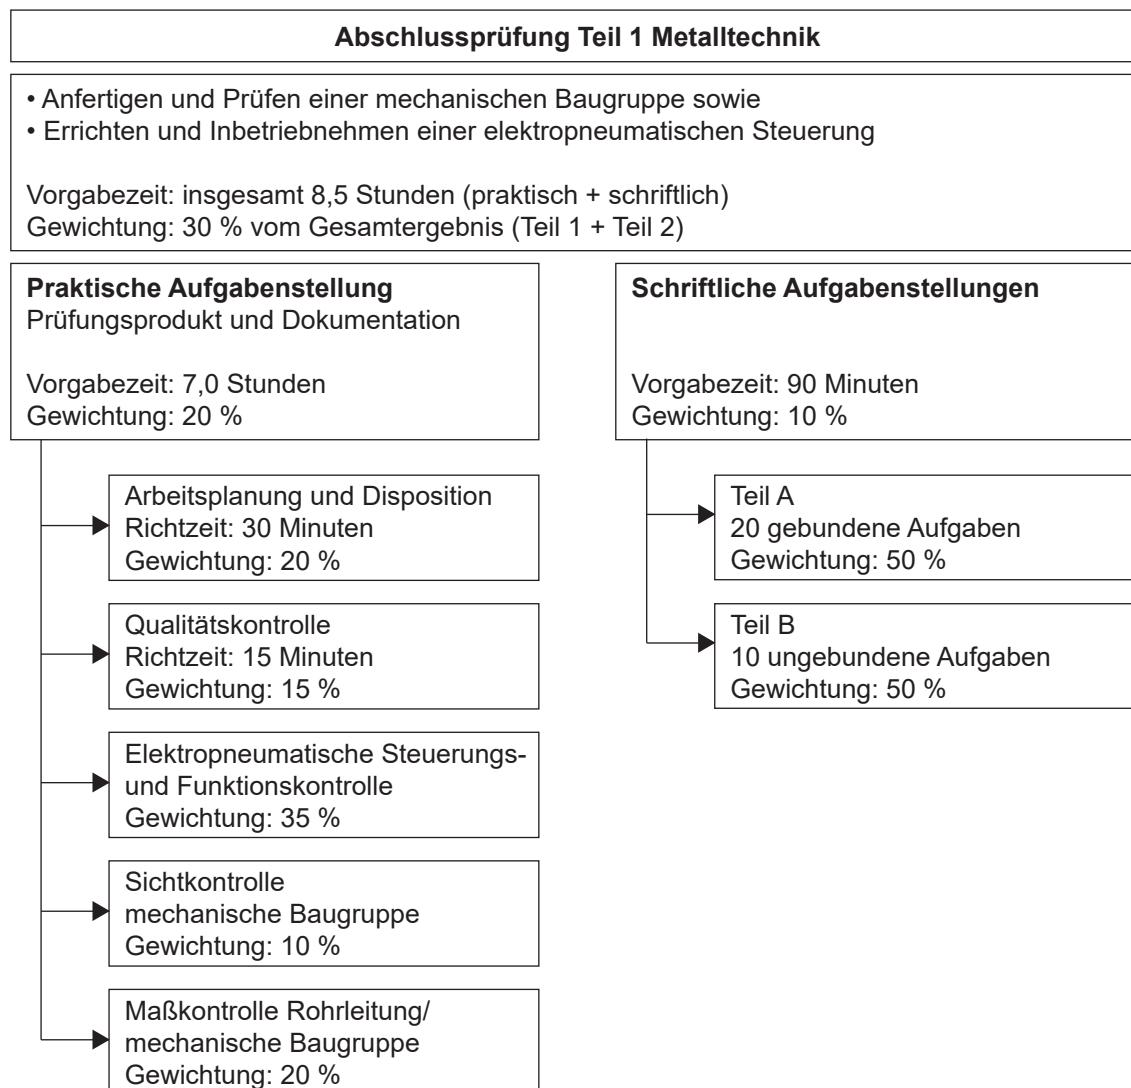 Abschlussprüfung Teil 1 Metalltechnik
• Anfertigen und Prüfen einer mechanischen Baugruppe sowie
• Errichten und Inbetriebnehmen einer elektropneumatischen Steuerung
Vorgabezeit: insgesamt 8,5 Stunden (praktisch + schriftlich)
Gewichtung: 30 % vom Gesamtergebnis (Teil 1 + Teil 2)
Praktische Aufgabenstellung
Prüfungsprodukt und Dokumentation
Vorgabezeit: 7,0 Stunden
Gewichtung: 20 %
Arbeitsplanung und Disposition
Richtzeit: 30 Minuten
Gewichtung: 20 %
Qualitätskontrolle
Richtzeit: 15 Minuten
Gewichtung: 15 %
Elektropneumatische Steuerungs-
und Funktionskontrolle
Gewichtung: 35 %
Sichtkontrolle
mechanische Baugruppe
Gewichtung: 10 %
Maßkontrolle Rohrleitung/
mechanische Baugruppe
Gewichtung: 20 %
Schriftliche Aufgabenstellungen
Vorgabezeit: 90 Minuten
Gewichtung: 10 %
Teil A
20 gebundene Aufgaben
Gewichtung: 50 %
Teil B
10 ungebundene Aufgaben
Gewichtung: 50 %